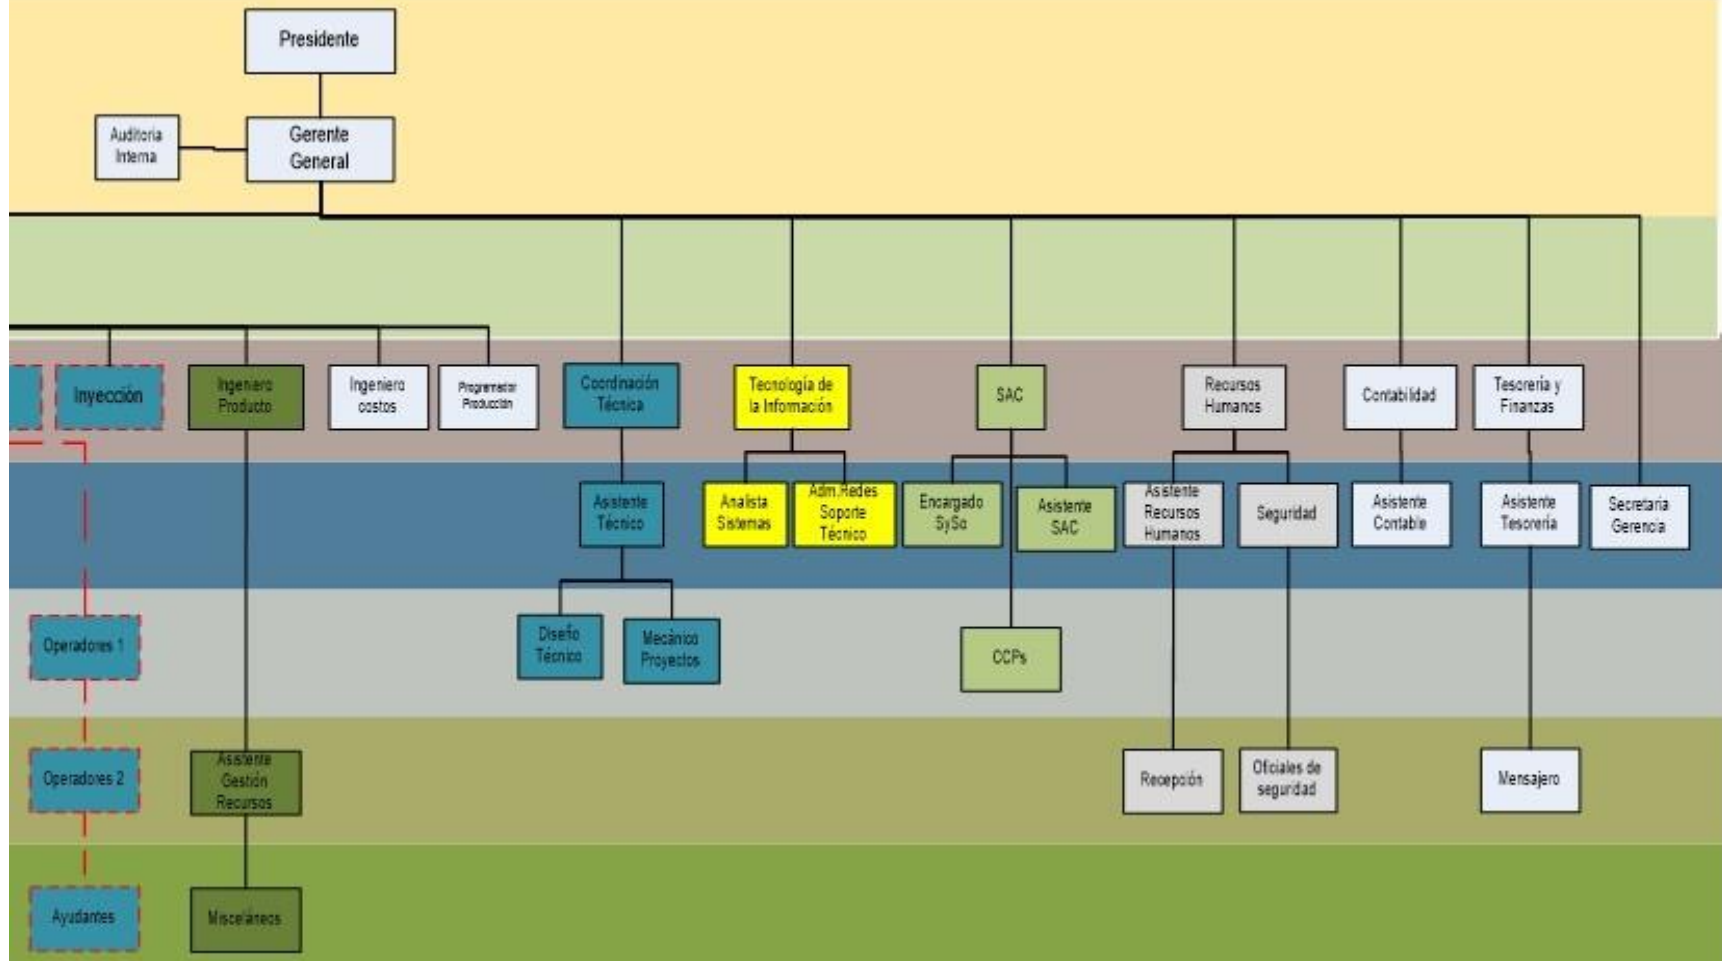 Presidente
Auditoria
Interna
Gerente
General
Inyección
Ingeniero
Producto
Ingeniero
costos
Programador
Producción
Coordinación
Técnica
Tecnología de
la Información
SAC
Recursos
Humanos
Contabilidad
Tesoreria y
Finanzas
Asistente
Técnico
Analista
Sistemas
Adm.Redes
Soporte
Técnico
Encargado
SySo
Asistente
SAC
Asistente
Recursos
Humanos
Seguridad
Asistente
Contable
Asistente
Tesorería
Secretaria
Gerencia
Operadores 1
Diseño
Técnico
Mecánico
Proyectos
CCPs
Operadores 2
Asistente
Gestión
Recursos
Recepción
Oficiales de
seguridad
Mensajero
Ayudantes
Misceláneos